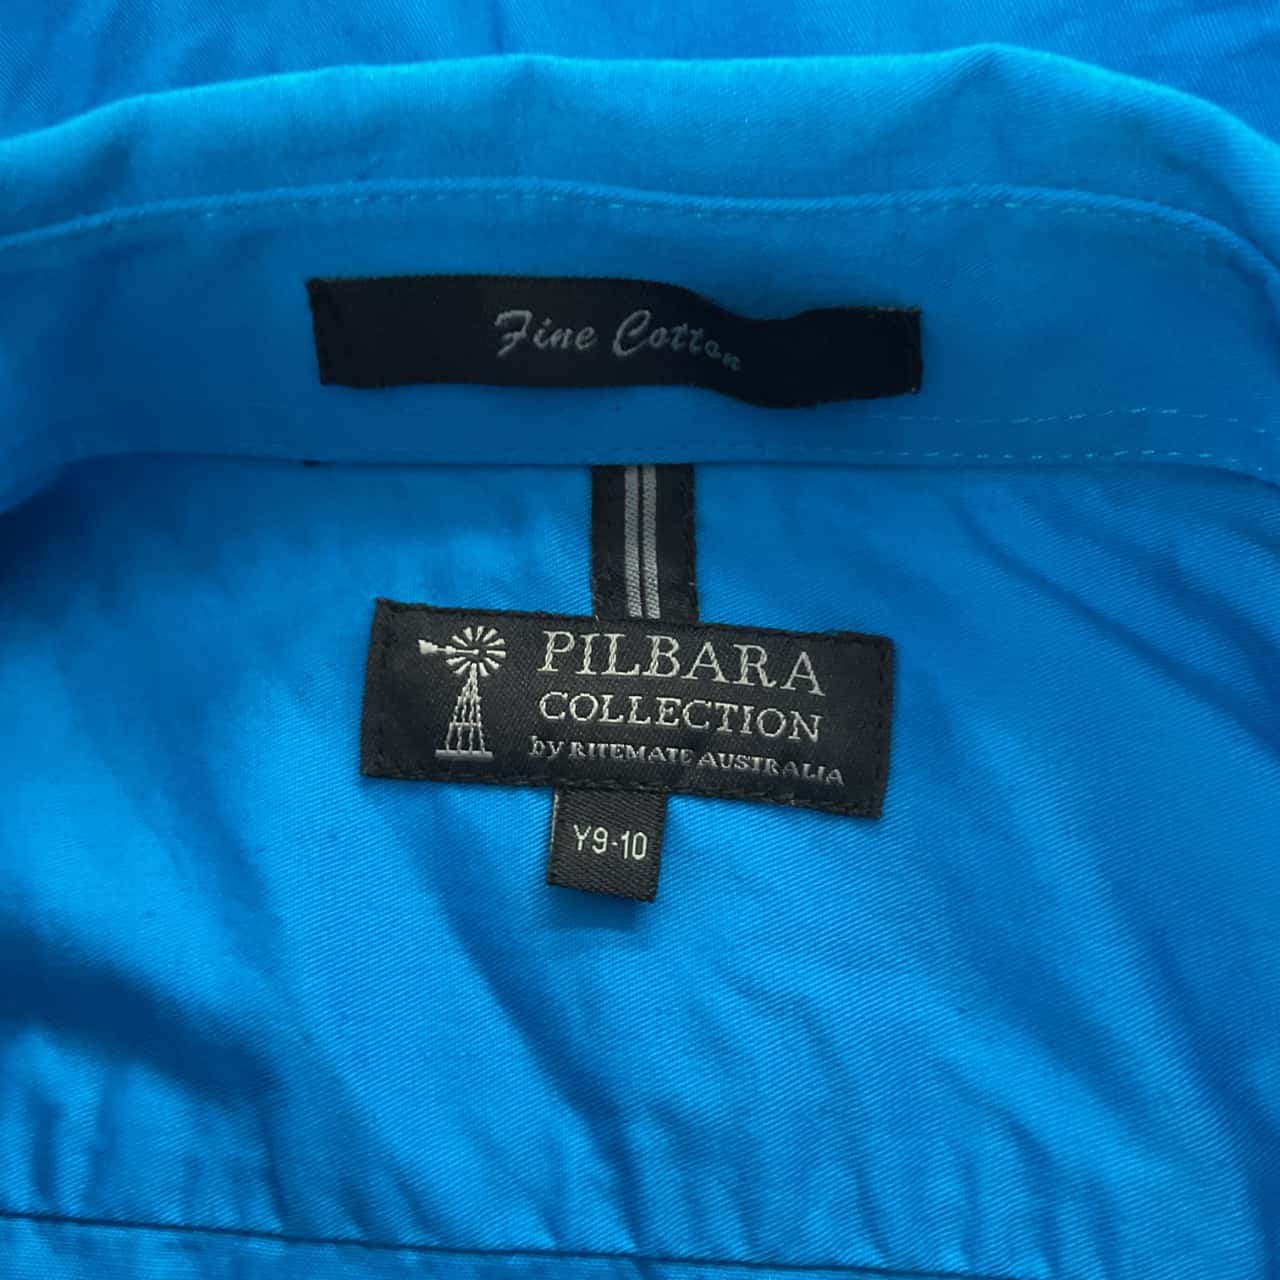 Fine Cotton
PILBARA
COLLECTION
by RITEMATE AUSTRALIA
Y9-10